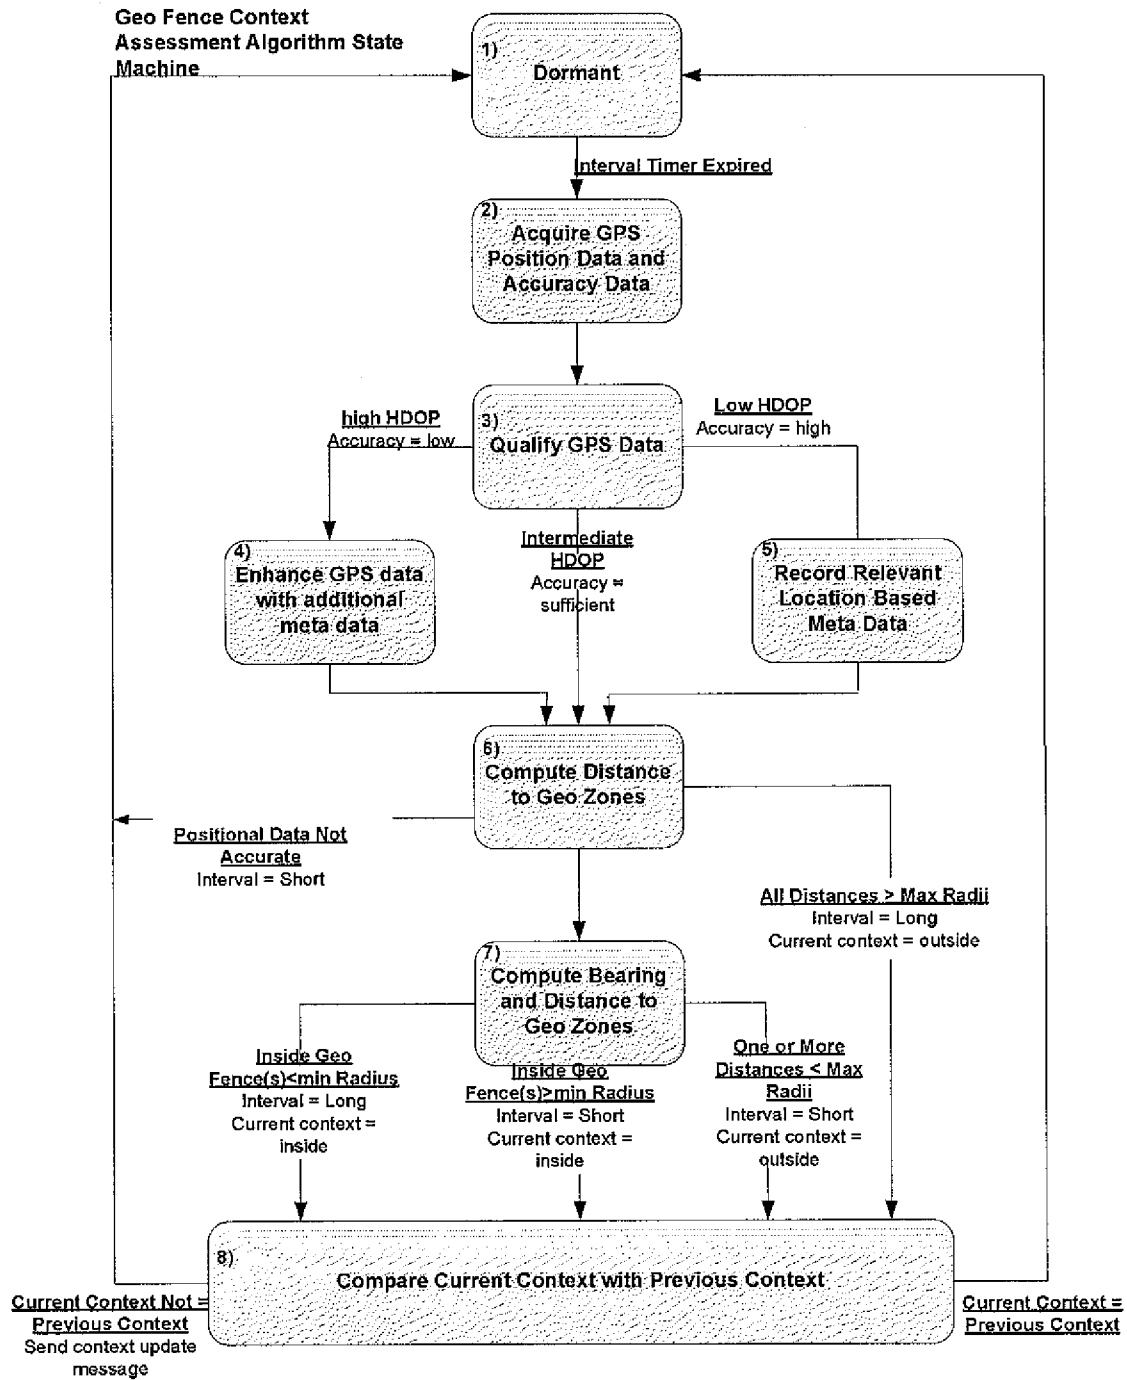 Geo Fence Context
Assessment Algorithm State
Machine
1)
Dormant
Interval Timer Expired
2)
Acquire GPS
Position Data and
Accuracy Data
high HDOP
Accuracy = low
3)
Qualify GPS Data
Low HDOP
Accuracy = high
4)
Enhance GPS data
with additional
meta data
Intermediate
HDOP
Accuracy =
sufficient
5)
Record Relevant
Location Based
Meta Data
6)
Compute Distance
to Geo Zones
Positional Data Not
Accurate
Interval = Short
All Distances > Max Radii
Interval = Long
Current context = outside
7)
Compute Bearing
and Distance to
Geo Zones
Inside Geo
Fence(s)<min Radius
Interval = Long
Current context =
inside
Inside Geo
Fence(s)≥min Radius
Interval = Short
Current context =
inside
One or More
Distances < Max
Radii
Interval = Short
Current context =
outside
8)
Compare Current Context with Previous Context
Current Context Not =
Previous Context
Send context update
message
Current Context =
Previous Context